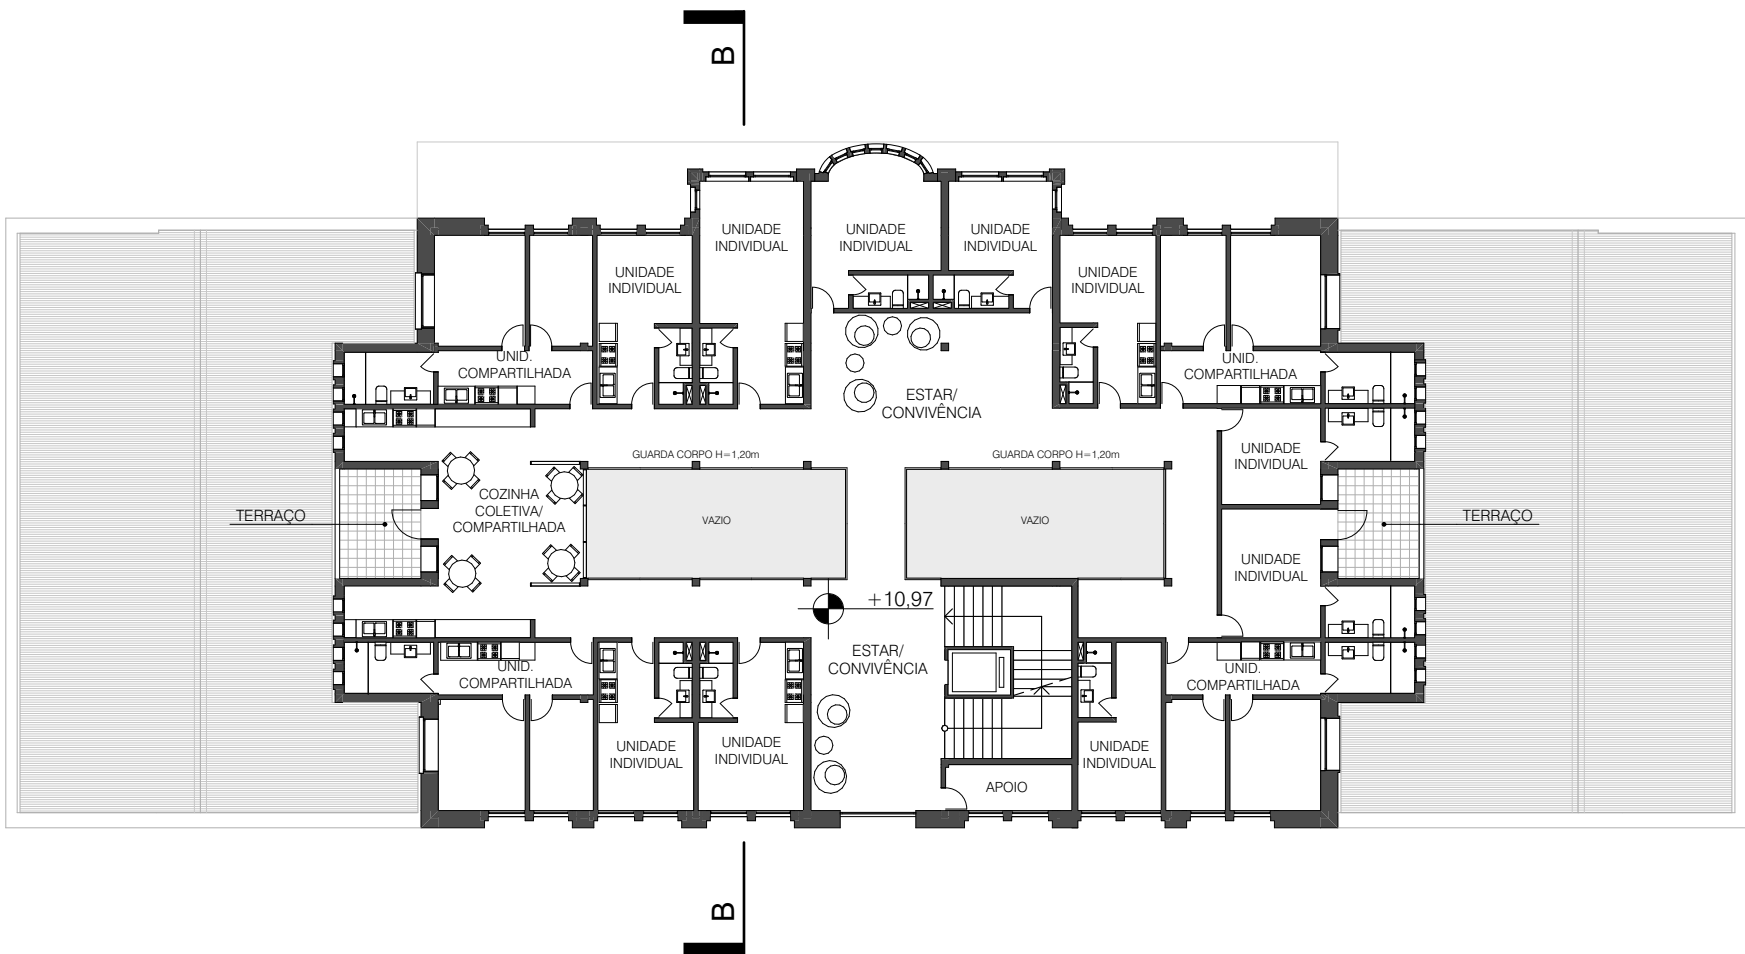 B
UNIDADE
INDIVIDUAL
UNIDADE
INDIVIDUAL
UNIDADE
INDIVIDUAL
UNIDADE
INDIVIDUAL
UNIDADE
INDIVIDUAL
UNID.
COMPARTILHADA
UNID.
COMPARTILHADA
ESTAR/
CONVIVÊNCIA
GUARDA CORPO H=1,20m
GUARDA CORPO H=1,20m
UNIDADE
INDIVIDUAL
TERRAÇO
COZINHA
COLETIVA/
COMPARTILHADA
VAZIO
VAZIO
TERRAÇO
UNIDADE
INDIVIDUAL
+10,97
ESTAR/
CONVIVÊNCIA
UNID.
COMPARTILHADA
UNID.
COMPARTILHADA
UNIDADE
INDIVIDUAL
UNIDADE
INDIVIDUAL
UNIDADE
INDIVIDUAL
APOIO
B